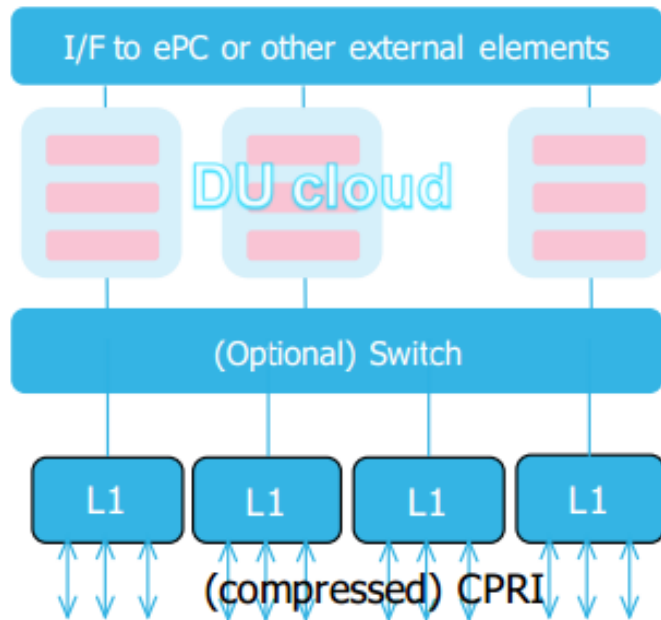 I/F to ePC or other external elements
DU cloud
(Optional) Switch
L1 L1 L1 L1
(compressed) CPRI